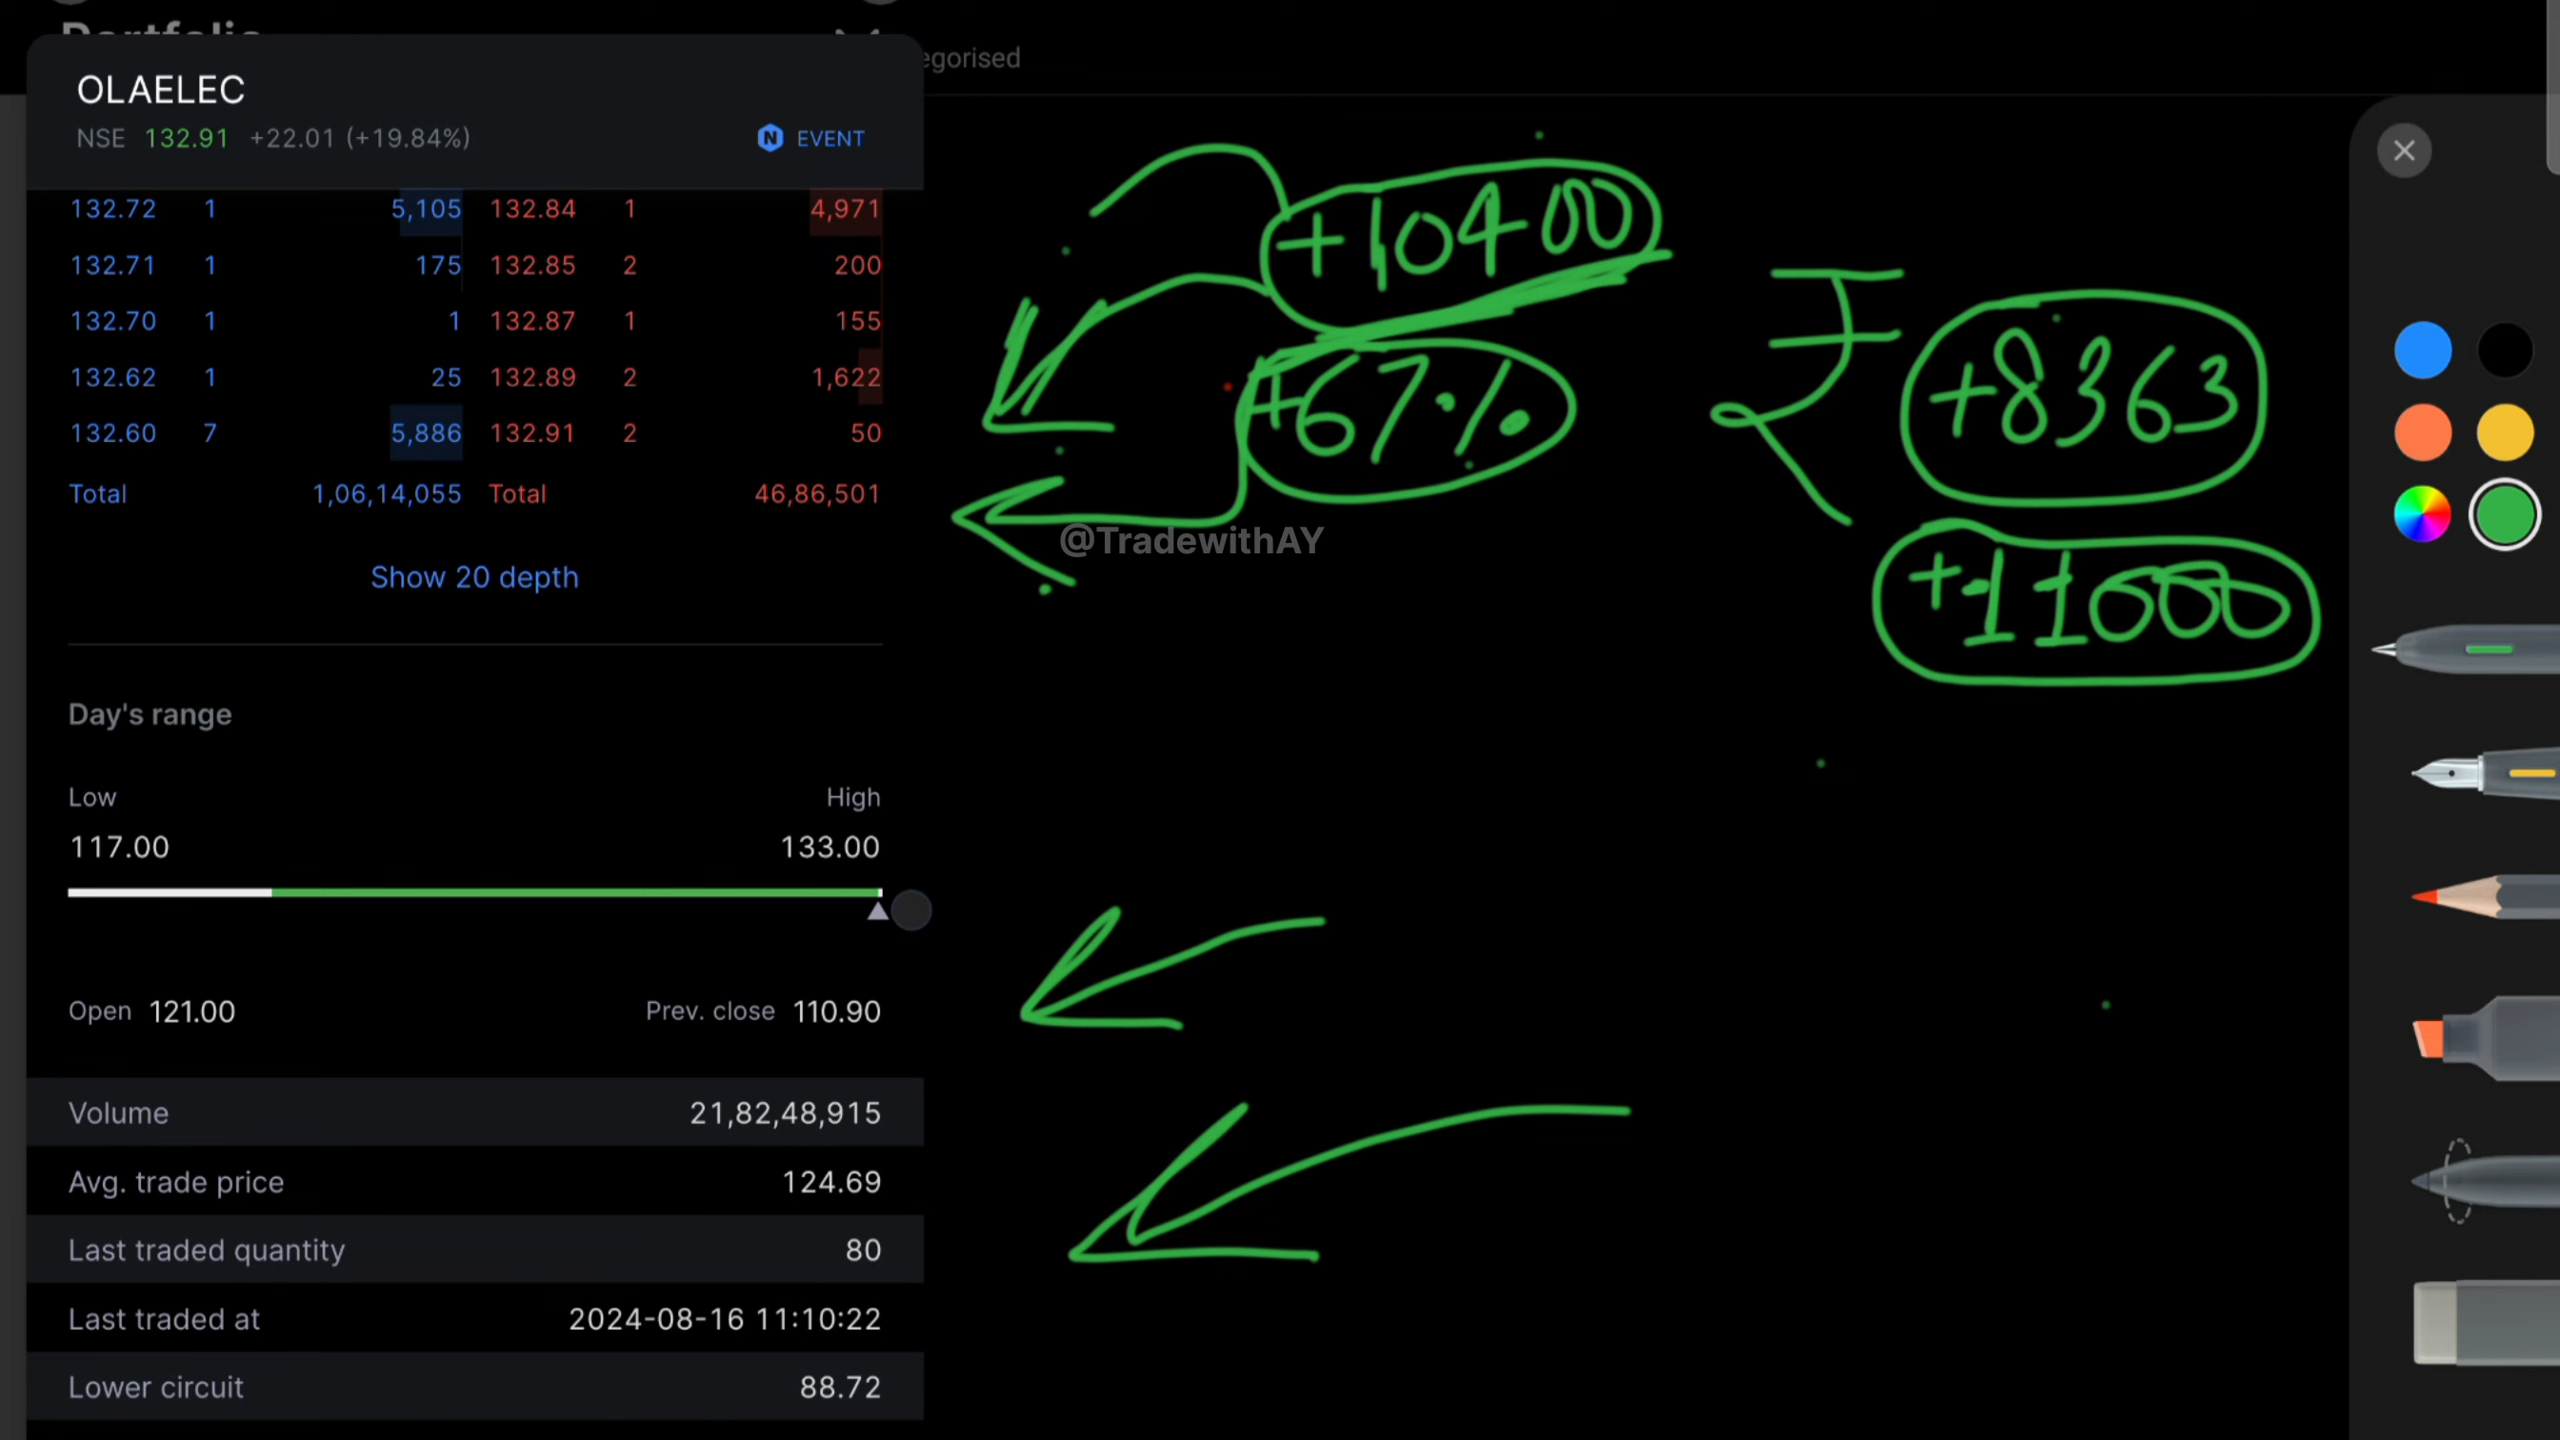 egorised
OLAELEC
NSE 132.91 +22.01 (+19.84%) EVENT
132.72 1 5,105 132.84 1 4,971
132.71 1 175 132.85 2 200
132.70 1 1 132.87 1 155
132.62 1 25 132.89 2 1,622
132.60 7 5,886 132.91 2 50
Total 1,06,14,055 Total 46,86,501
Show 20 depth
Day's range
Low High
117.00 133.00
Open 121.00 Prev. close 110.90
Volume 21,82,48,915
Avg. trade price 124.69
Last traded quantity 80
Last traded at 2024-08-16 11:10:22
Lower circuit 88.72
+10400
+67%
₹ +8363
+11000
@TradewithAY